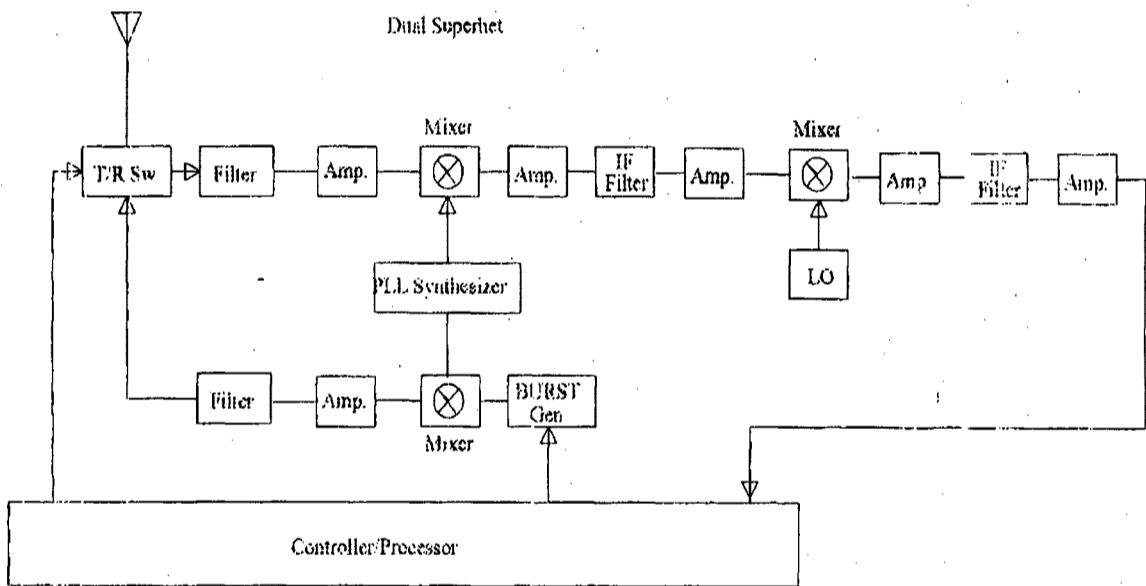 Dual Superhet
Mixer
Mixer
T/R Sw
Filter
Amp.
Amp.
IF
Filter
Amp.
Amp
IF
Filter
Amp.
PLL Synthesizer
LO
Filter
Amp.
BURST
Gen
Mixer
Controller/Processor